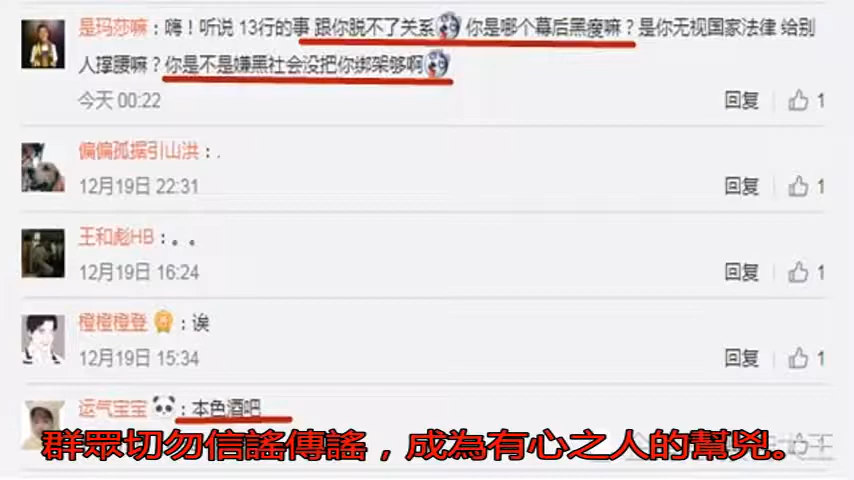 是玛莎嘛：嗨！听说 13行的事 跟你脱不了关系 你是哪个幕后黑瘦嘛？是你无视国家法律 给别
人撑腰嘛？你是不是嫌黑社会没把你绑架够啊
今天 00:22 回复 1
偏偏孤据引山洪：.
12月19日 22:31 回复 1
王和彪HB：。。
12月19日 16:24 回复 1
橙橙橙登：诶
12月19日 15:34 回复 1
运气宝宝：本色酒吧
群眾切勿信謠傳謠，成為有心之人的幫兇。